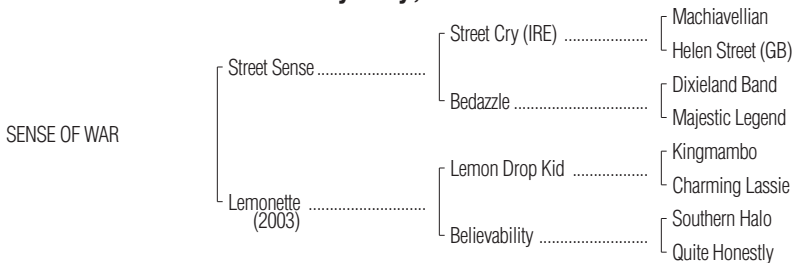 Machiavellian
Street Cry (IRE) ....................
Helen Street (GB)
Street Sense ..........................
Dixieland Band
Bedazzle ................................
Majestic Legend
SENSE OF WAR
Kingmambo
Lemon Drop Kid ....................
Charming Lassie
Lemonette ............................
(2003)
Southern Halo
Believability ..........................
Quite Honestly